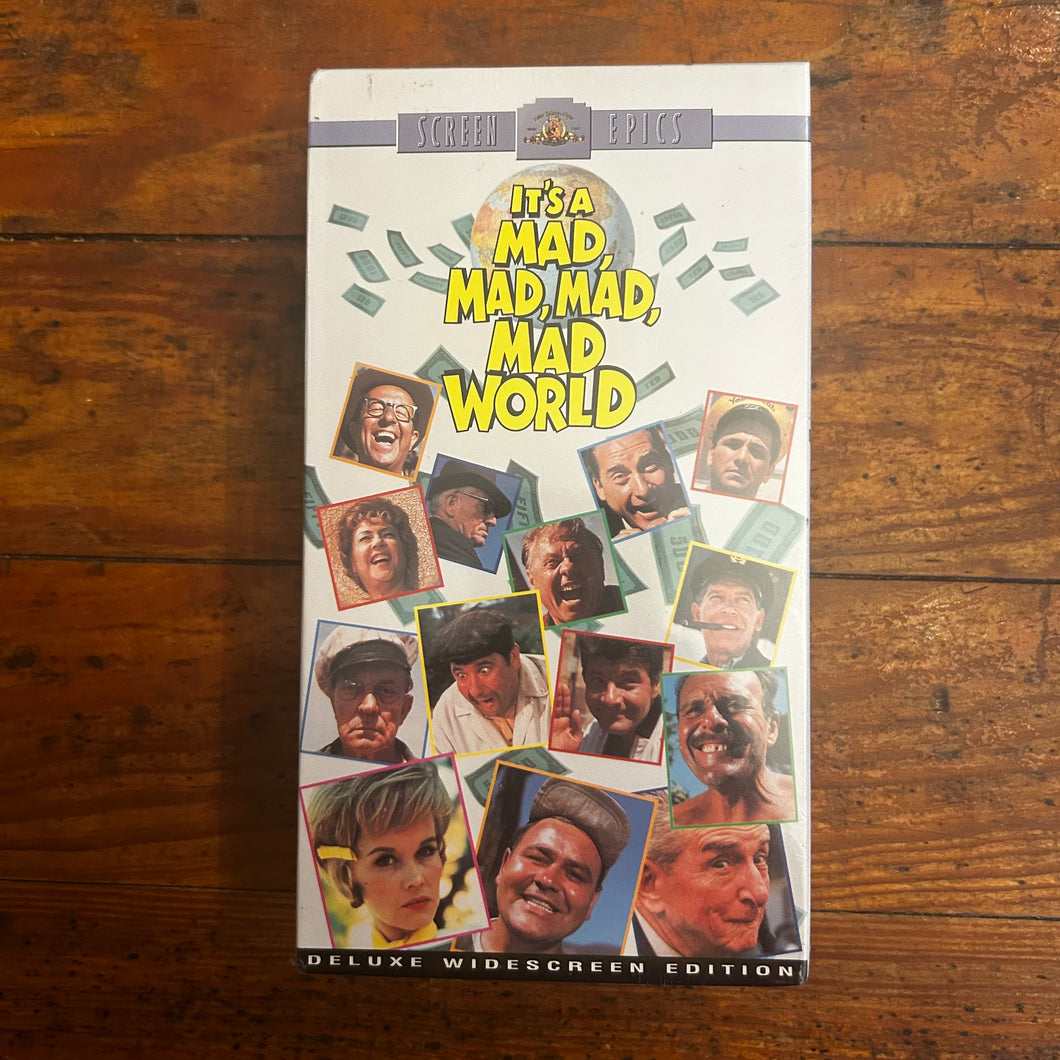 SCREEN EPICS
IT'S A
MAD,
MAD, MAD,
MAD
WORLD
DELUXE WIDESCREEN EDITION